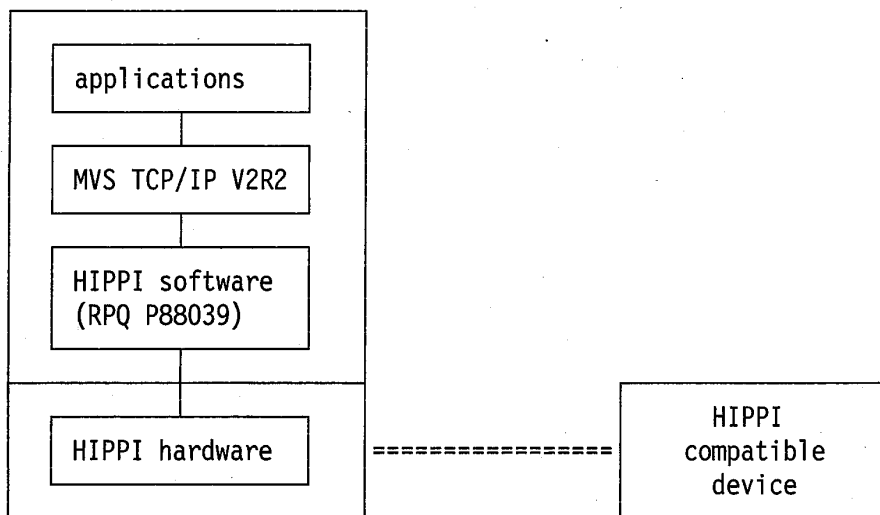 applications
MVS TCP/IP V2R2
HIPPI software
(RPQ P88039)
HIPPI hardware
HIPPI
compatible
device